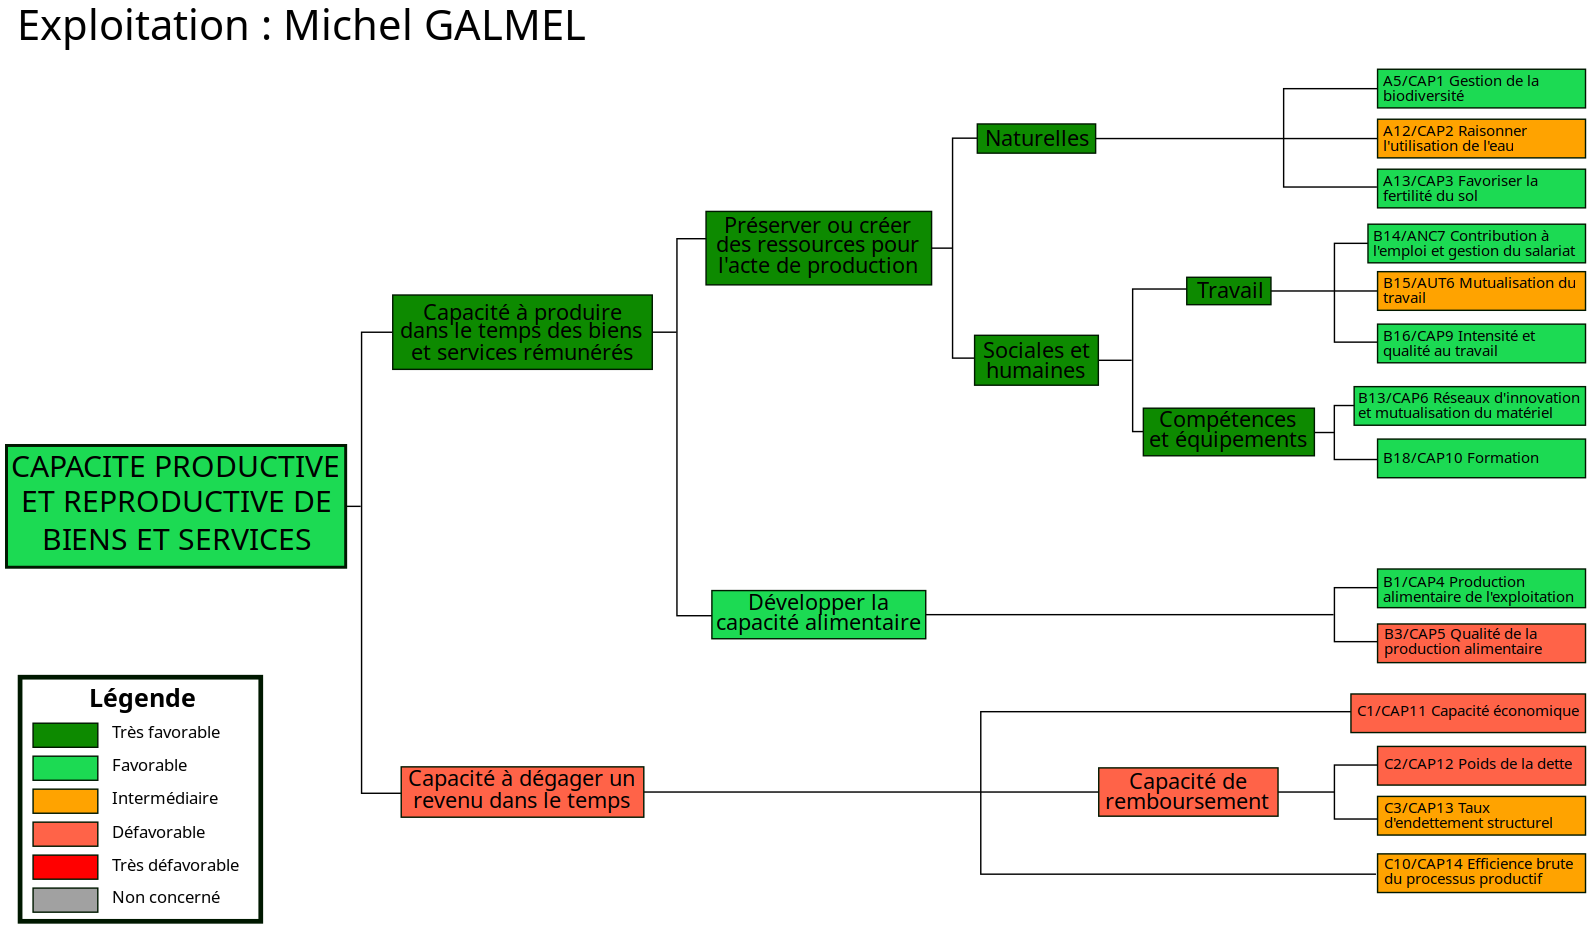 Exploitation : Michel GALMEL
A5/CAP1 Gestion de la
biodiversité
Naturelles
A12/CAP2 Raisonner
l'utilisation de l'eau
A13/CAP3 Favoriser la
fertilité du sol
Préserver ou créer
des ressources pour
l'acte de production
B14/ANC7 Contribution à
l'emploi et gestion du salariat
Travail
B15/AUT6 Mutualisation du
travail
Capacité à produire
dans le temps des biens
et services rémunérés
B16/CAP9 Intensité et
qualité au travail
Sociales et
humaines
B13/CAP6 Réseaux d'innovation
et mutualisation du matériel
Compétences
et équipements
B18/CAP10 Formation
CAPACITE PRODUCTIVE
ET REPRODUCTIVE DE
BIENS ET SERVICES
B1/CAP4 Production
alimentaire de l'exploitation
Développer la
capacité alimentaire
B3/CAP5 Qualité de la
production alimentaire
C1/CAP11 Capacité économique
Capacité à dégager un
revenu dans le temps
Capacité de
remboursement
C2/CAP12 Poids de la dette
C3/CAP13 Taux
d'endettement structurel
C10/CAP14 Efficience brute
du processus productif
Légende
Très favorable
Favorable
Intermédiaire
Défavorable
Très défavorable
Non concerné